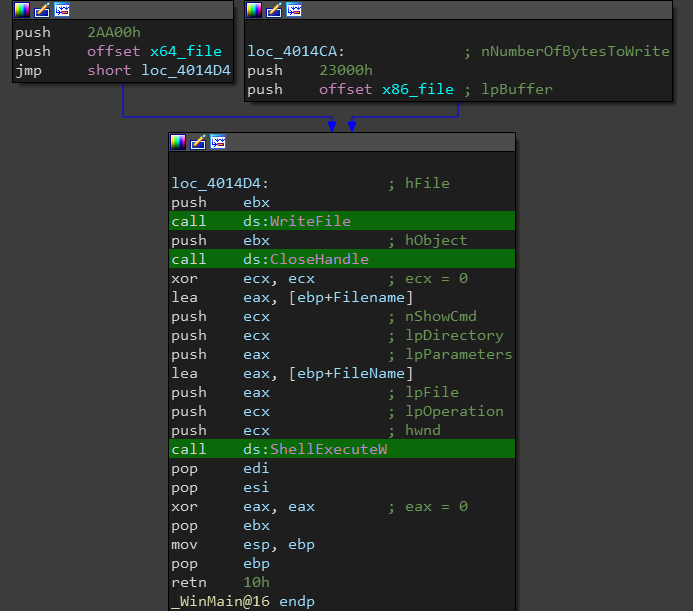 push    2AA00h
push    offset x64_file
jmp     short loc_4014D4
loc_4014CA:             ; nNumberOfBytesToWrite
push    23000h
push    offset x86_file ; lpBuffer
loc_4014D4:             ; hFile
push    ebx
call    ds:WriteFile
push    ebx             ; hObject
call    ds:CloseHandle
xor     ecx, ecx        ; ecx = 0
lea     eax, [ebp+Filename]
push    ecx             ; nShowCmd
push    ecx             ; lpDirectory
push    eax             ; lpParameters
lea     eax, [ebp+FileName]
push    eax             ; lpFile
push    ecx             ; lpOperation
push    ecx             ; hwnd
call    ds:ShellExecuteW
pop     edi
pop     esi
xor     eax, eax        ; eax = 0
pop     ebx
mov     esp, ebp
pop     ebp
retn    10h
_WinMain@16 endp